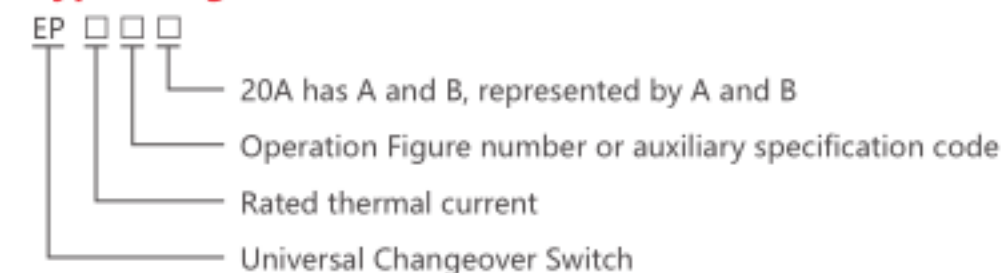 EP □ □ □
20A has A and B, represented by A and B
Operation Figure number or auxiliary specification code
Rated thermal current
Universal Changeover Switch